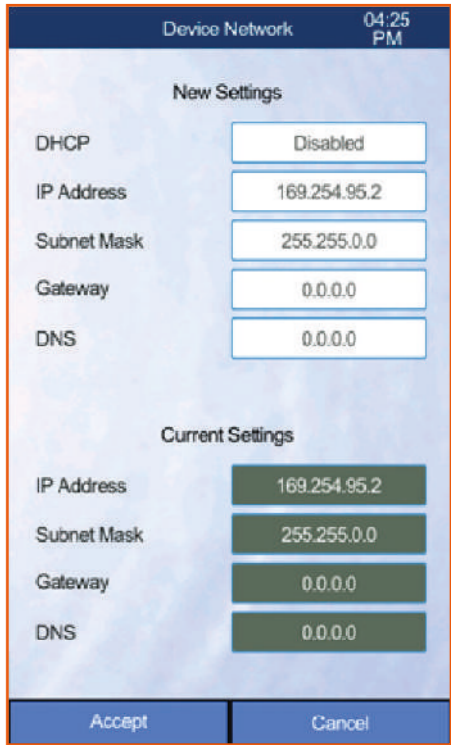 Device Network
04:25
PM
New Settings
DHCP Disabled
IP Address 169.254.95.2
Subnet Mask 255.255.0.0
Gateway 0.0.0.0
DNS 0.0.0.0
Current Settings
IP Address 169.254.95.2
Subnet Mask 255.255.0.0
Gateway 0.0.0.0
DNS 0.0.0.0
Accept Cancel